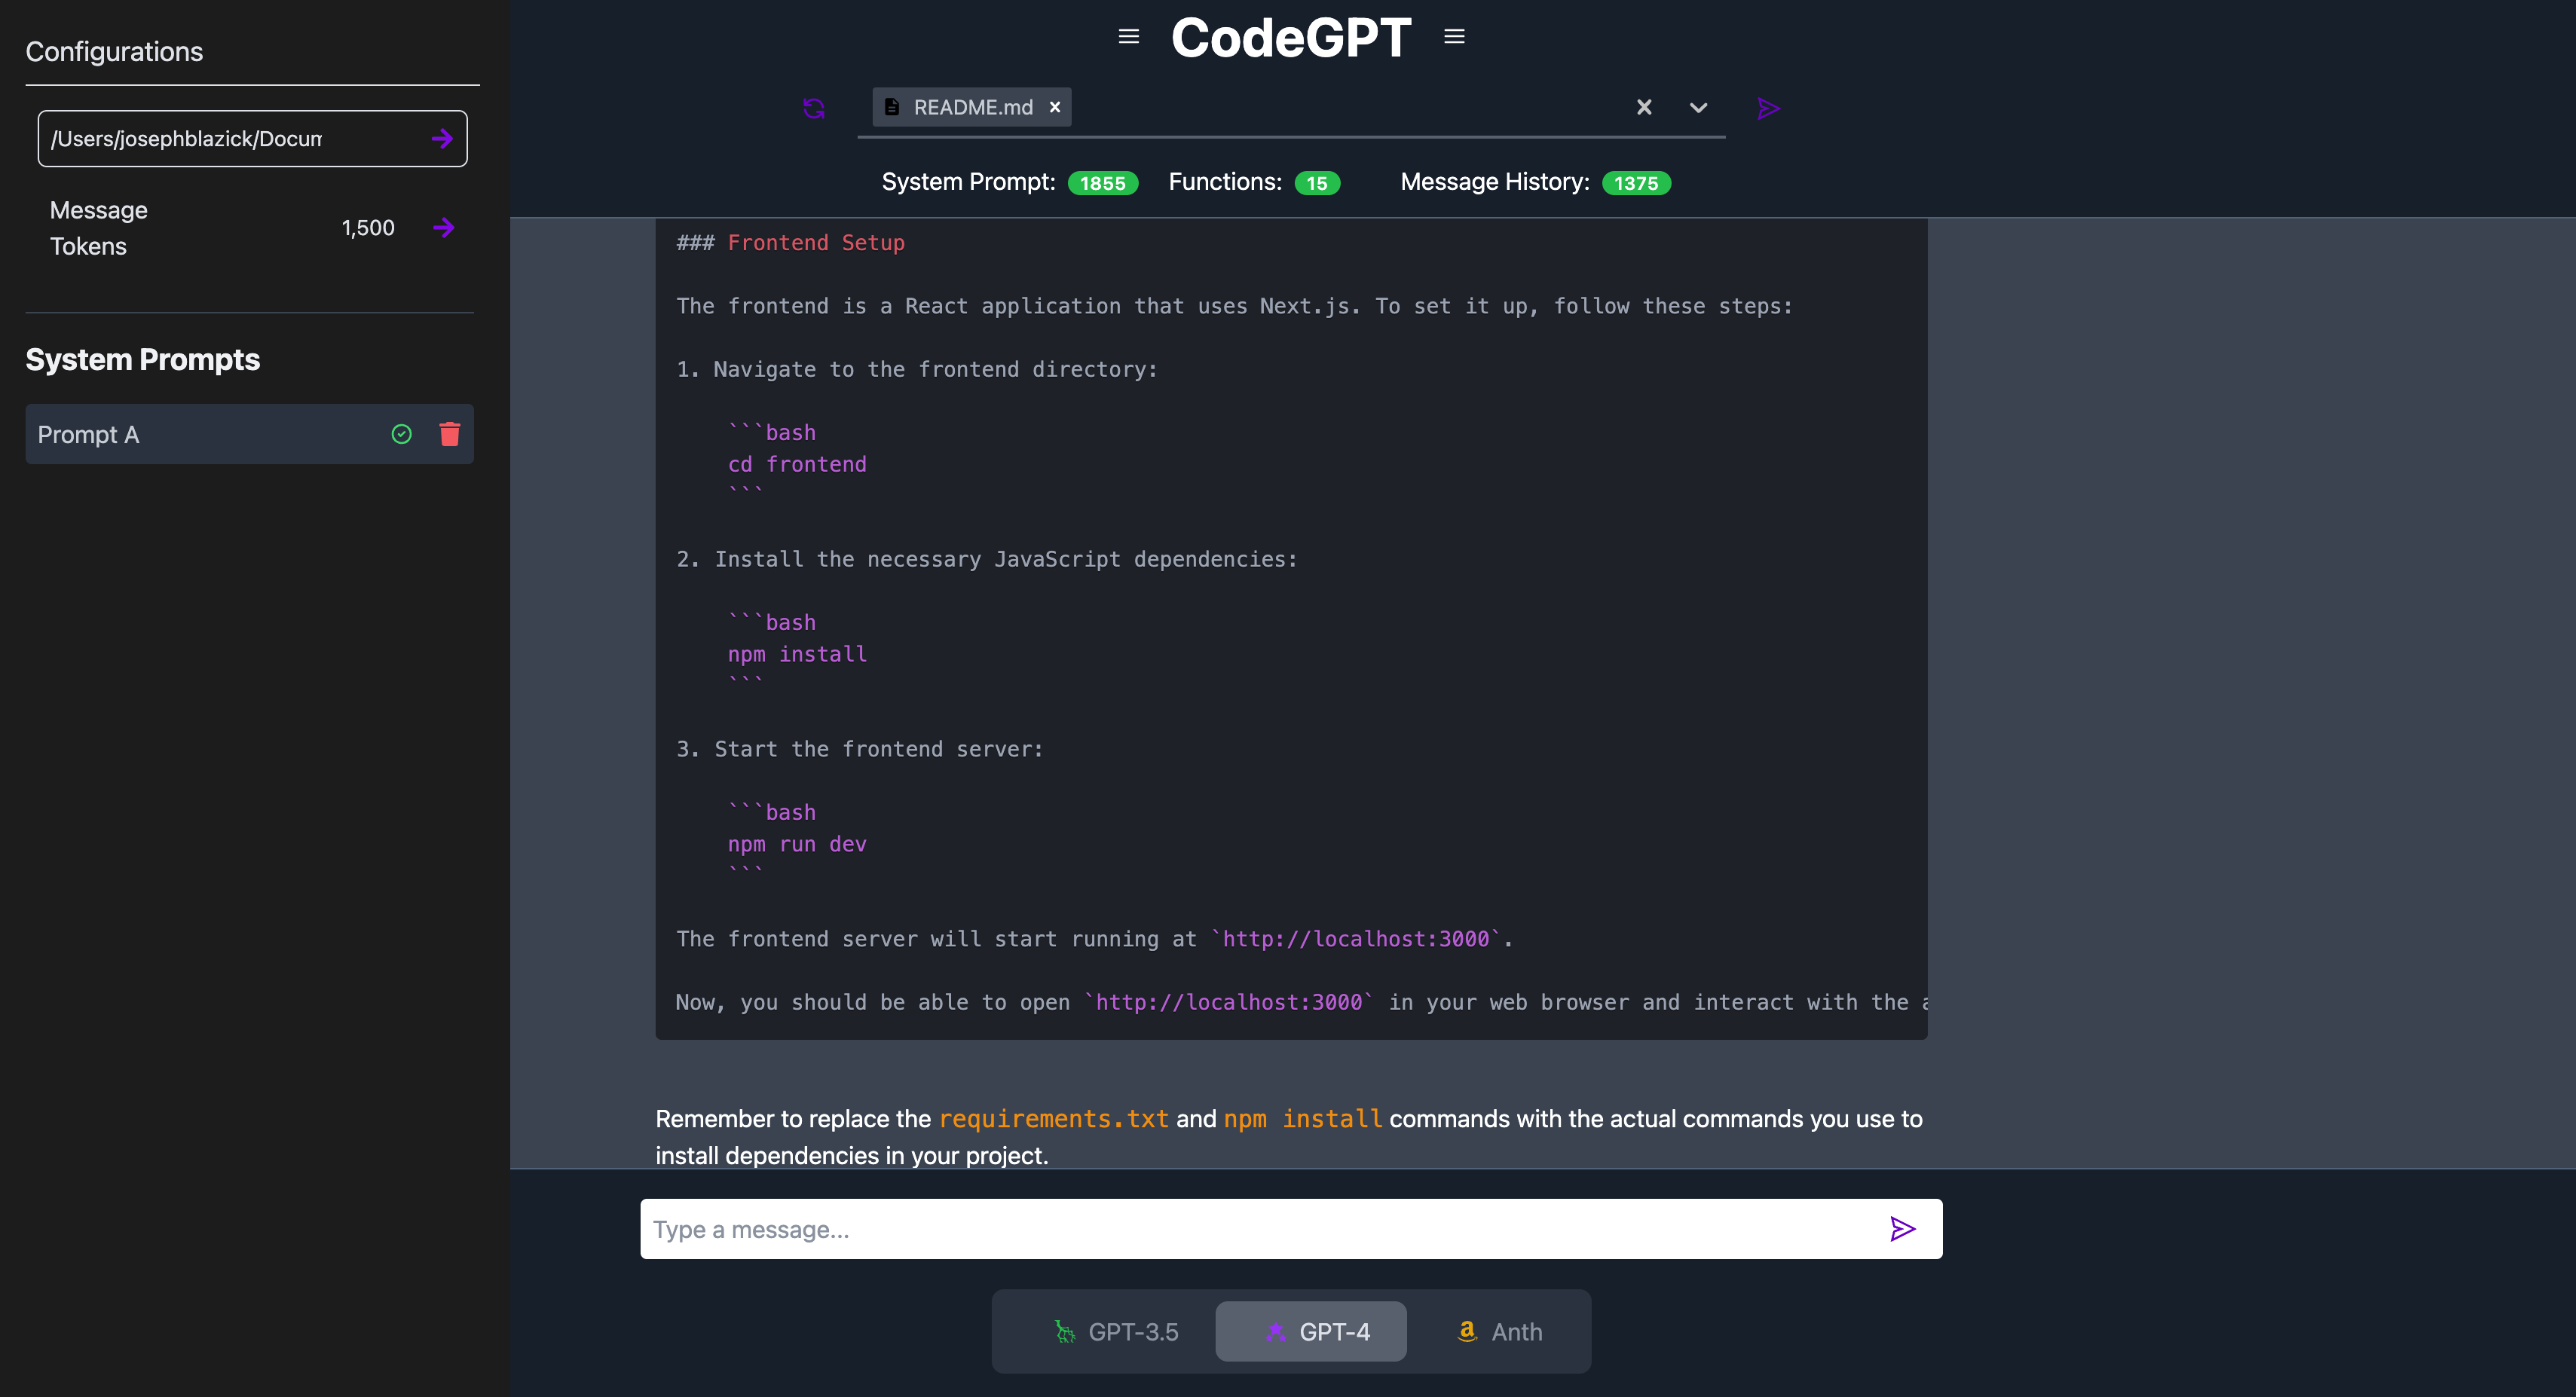 Configurations
/Users/josephblazick/Docum
Message
Tokens
1,500
System Prompts
Prompt A
CodeGPT
README.md
System Prompt: 1855 Functions: 15 Message History: 1375
### Frontend Setup
The frontend is a React application that uses Next.js. To set it up, follow these steps:
1. Navigate to the frontend directory:
```bash
cd frontend
```
2. Install the necessary JavaScript dependencies:
```bash
npm install
```
3. Start the frontend server:
```bash
npm run dev
```
The frontend server will start running at `http://localhost:3000`.
Now, you should be able to open `http://localhost:3000` in your web browser and interact with the
Remember to replace the requirements.txt and npm install commands with the actual commands you use to
install dependencies in your project.
Type a message...
GPT-3.5 GPT-4 Anth